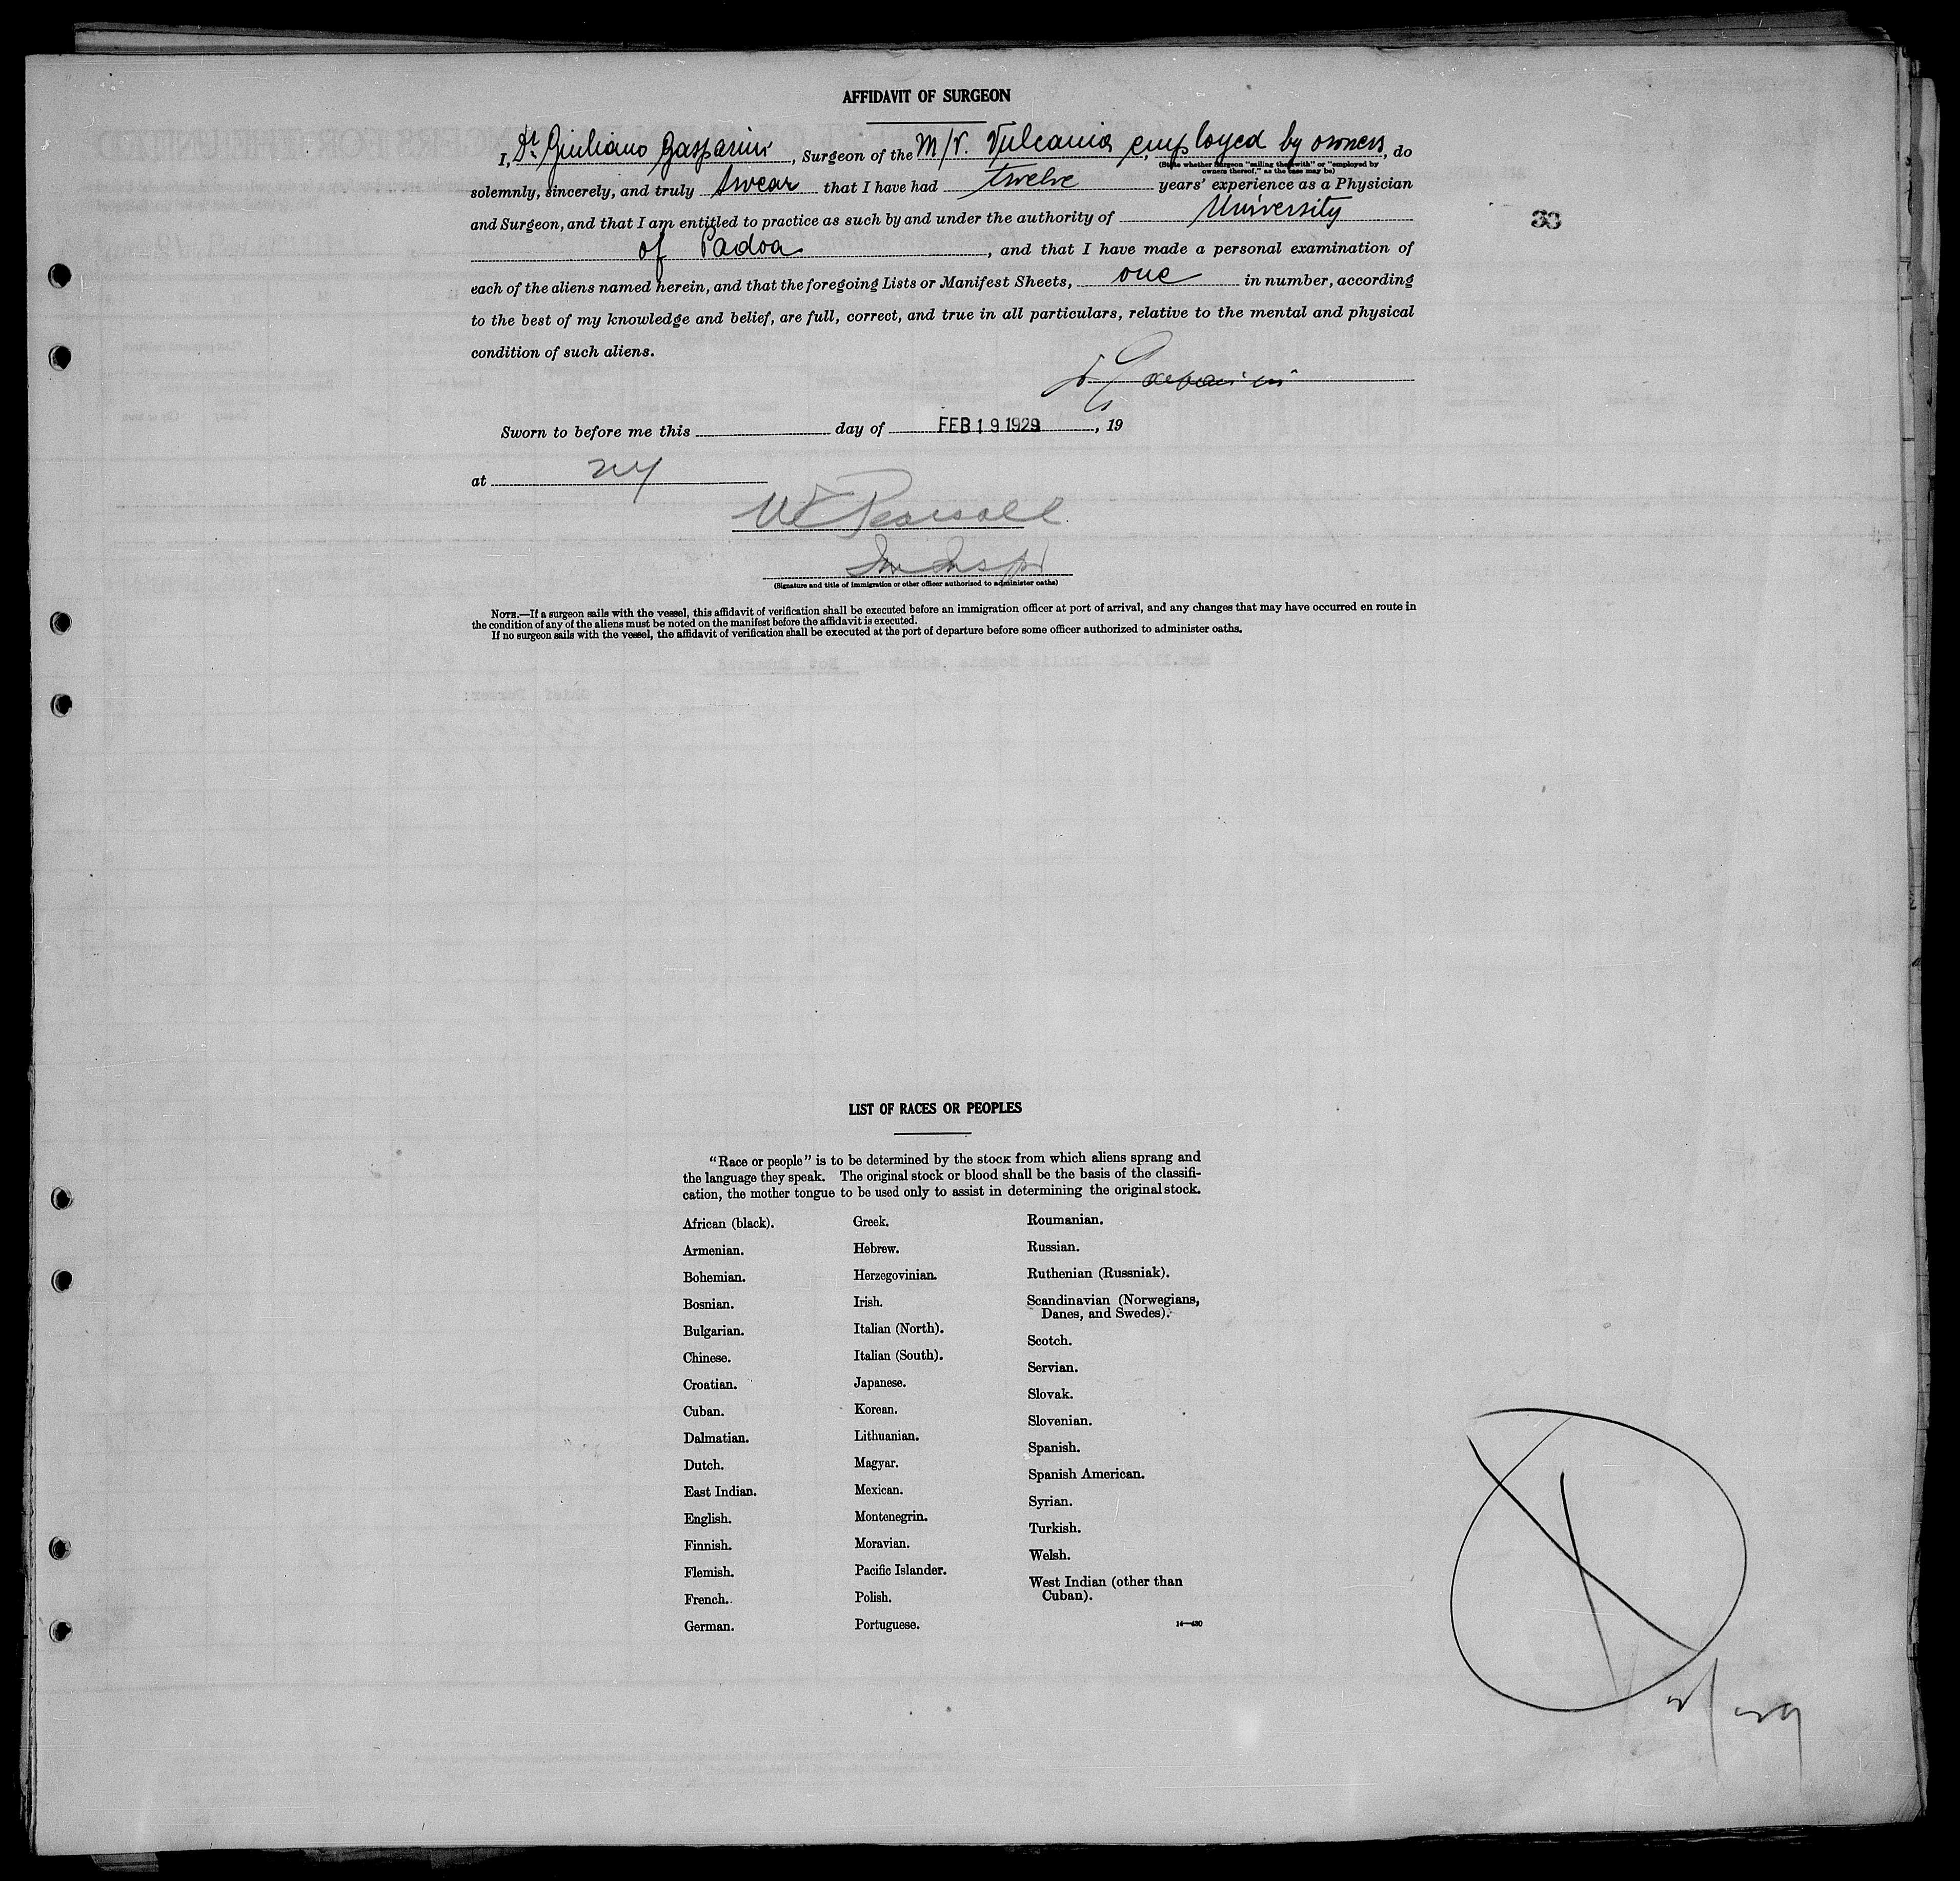 AFFIDAVIT OF SURGEON
I, Dr Giuliano Gasparini, Surgeon of the M/V. Vulcania, employed by owners, do
(State whether Surgeon "sailing therewith" or "employed by
owners thereof," as the case may be)
solemnly, sincerely, and truly swear that I have had twelve years' experience as a Physician
and Surgeon, and that I am entitled to practice as such by and under the authority of University
33
of Padoa, and that I have made a personal examination of
each of the aliens named herein, and that the foregoing Lists or Manifest Sheets, one in number, according
to the best of my knowledge and belief, are full, correct, and true in all particulars, relative to the mental and physical
condition of such aliens.
Dr Gasparini
Sworn to before me this day of FEB 19 1929, 19
at NY
Pearsall
Im Inspr
(Signature and title of immigration or other officer authorized to administer oaths)
NOTE.—If a surgeon sails with the vessel, this affidavit of verification shall be executed before an immigration officer at port of arrival, and any changes that may have occurred en route in
the condition of any of the aliens must be noted on the manifest before the affidavit is executed.
If no surgeon sails with the vessel, the affidavit of verification shall be executed at the port of departure before some officer authorized to administer oaths.
LIST OF RACES OR PEOPLES
"Race or people" is to be determined by the stock from which aliens sprang and
the language they speak. The original stock or blood shall be the basis of the classifi-
cation, the mother tongue to be used only to assist in determining the original stock.
African (black).
Armenian.
Bohemian.
Bosnian.
Bulgarian.
Chinese.
Croatian.
Cuban.
Dalmatian.
Dutch.
East Indian.
English.
Finnish.
Flemish.
French.
German.
Greek.
Hebrew.
Herzegovinian.
Irish.
Italian (North).
Italian (South).
Japanese.
Korean.
Lithuanian.
Magyar.
Mexican.
Montenegrin.
Moravian.
Pacific Islander.
Polish.
Portuguese.
Roumanian.
Russian.
Ruthenian (Russniak).
Scandinavian (Norwegians,
Danes, and Swedes).
Scotch.
Servian.
Slovak.
Slovenian.
Spanish.
Spanish American.
Syrian.
Turkish.
Welsh.
West Indian (other than
Cuban).
14—430